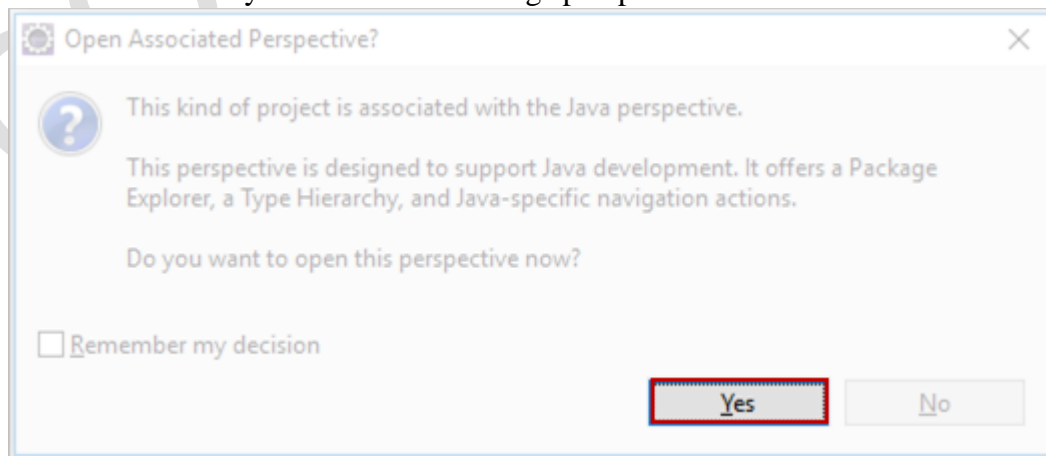 Open Associated Perspective?
This kind of project is associated with the Java perspective.
This perspective is designed to support Java development. It offers a Package
Explorer, a Type Hierarchy, and Java-specific navigation actions.
Do you want to open this perspective now?
Remember my decision
Yes
No